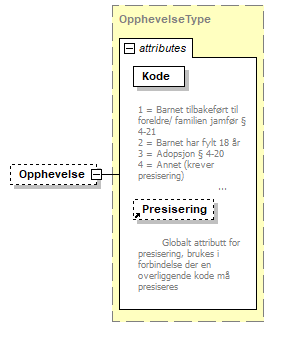 OpphevelseType
attributes
Kode
1 = Barnet tilbakeført til
foreldre/ familien jamfør §
4-21
2 = Barnet har fylt 18 år
3 = Adopsjon § 4-20
4 = Annet (krever
presisering)
...
Opphevelse
Presisering
Globalt attributt for
presisering, brukes i
forbindelse der en
overliggende kode må
presiseres